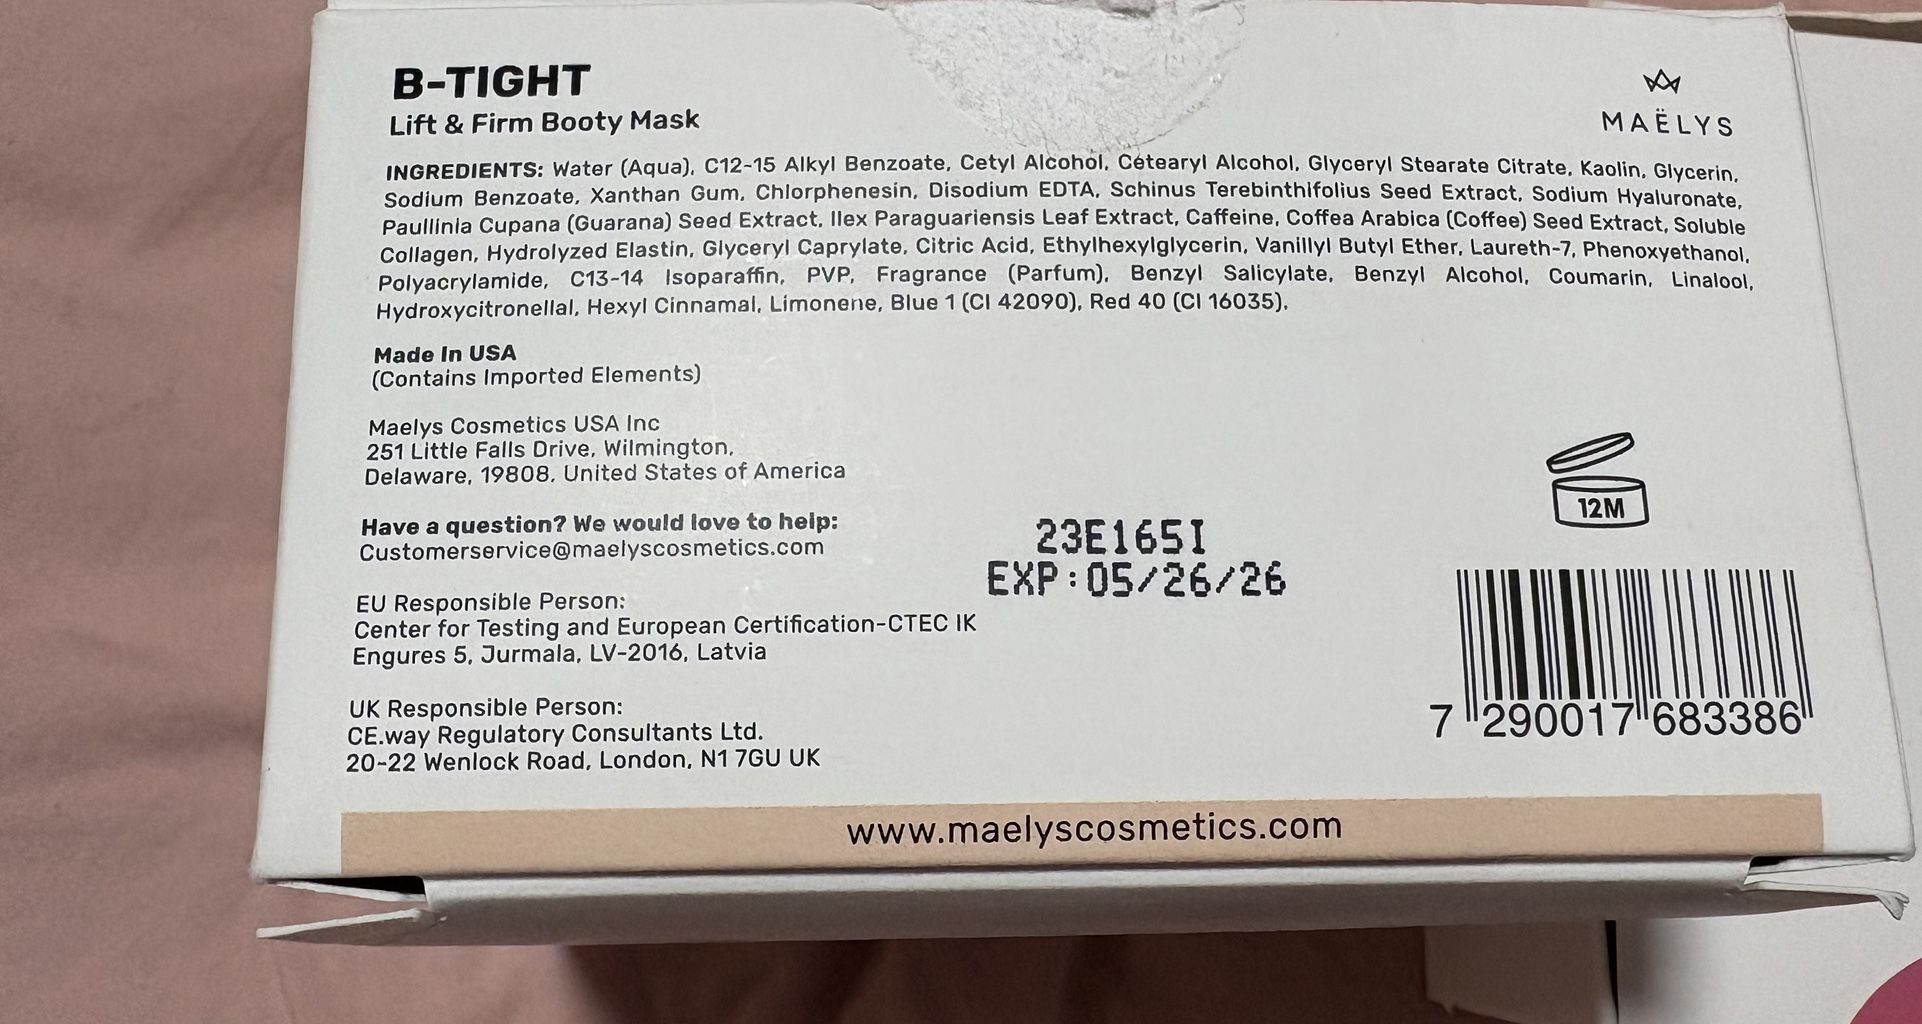 B-TIGHT
Lift & Firm Booty Mask
MAËLYS
INGREDIENTS: Water (Aqua), C12-15 Alkyl Benzoate, Cetyl Alcohol, Cetearyl Alcohol, Glyceryl Stearate Citrate, Kaolin, Glycerin,
Sodium Benzoate, Xanthan Gum, Chlorphenesin, Disodium EDTA, Schinus Terebinthifolius Seed Extract, Sodium Hyaluronate,
Paullinia Cupana (Guarana) Seed Extract, Ilex Paraguariensis Leaf Extract, Caffeine, Coffea Arabica (Coffee) Seed Extract, Soluble
Collagen, Hydrolyzed Elastin, Glyceryl Caprylate, Citric Acid, Ethylhexylglycerin, Vanillyl Butyl Ether, Laureth-7, Phenoxyethanol,
Polyacrylamide, C13-14 Isoparaffin, PVP, Fragrance (Parfum), Benzyl Salicylate, Benzyl Alcohol, Coumarin, Linalool,
Hydroxycitronellal, Hexyl Cinnamal, Limonene, Blue 1 (CI 42090), Red 40 (CI 16035).
Made In USA
(Contains Imported Elements)
Maelys Cosmetics USA Inc
251 Little Falls Drive, Wilmington,
Delaware, 19808, United States of America
Have a question? We would love to help:
Customerservice@maelyscosmetics.com
EU Responsible Person:
Center for Testing and European Certification-CTEC IK
Engures 5, Jurmala, LV-2016, Latvia
UK Responsible Person:
CE.way Regulatory Consultants Ltd.
20-22 Wenlock Road, London, N1 7GU UK
23E165I
EXP:05/26/26
12M
7 290017 683386
www.maelyscosmetics.com